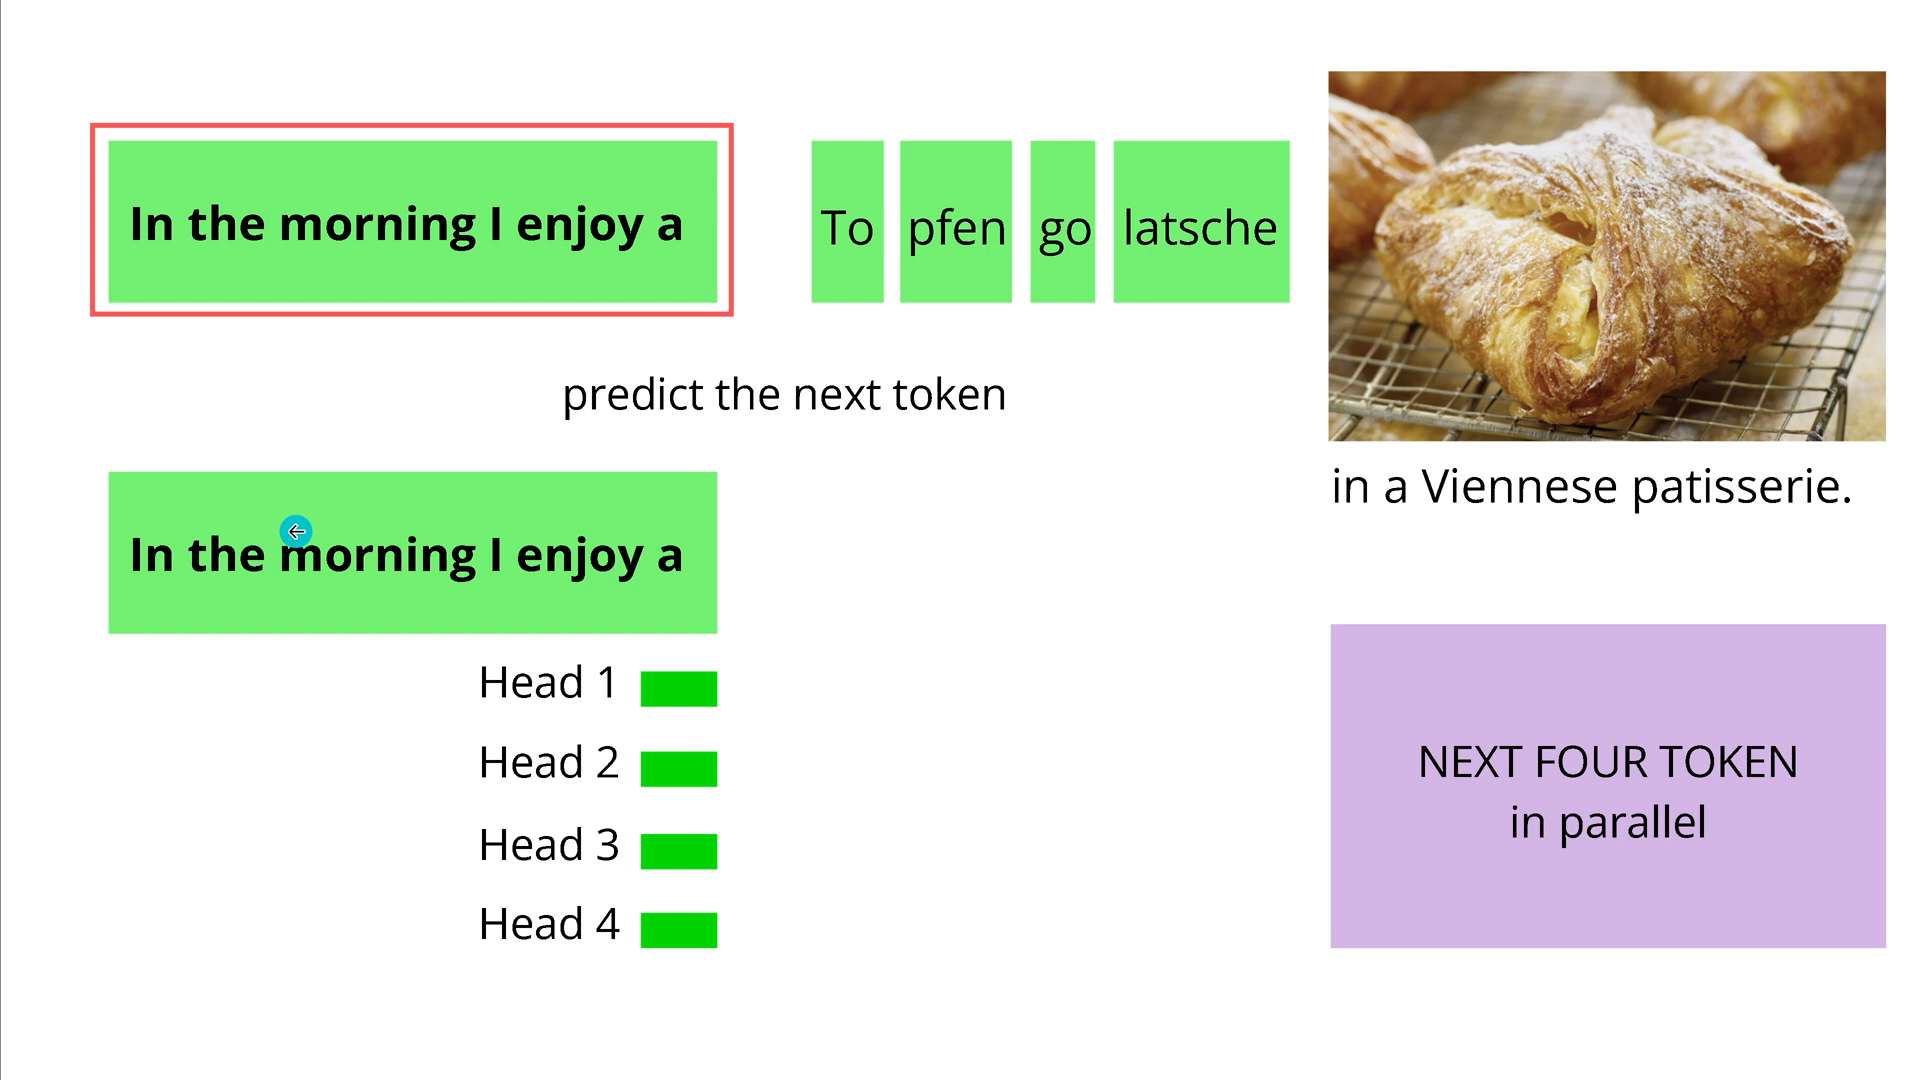 In the morning I enjoy a To pfen go latsche
predict the next token
in a Viennese patisserie.
In the morning I enjoy a
Head 1
Head 2
Head 3
Head 4
NEXT FOUR TOKEN
in parallel